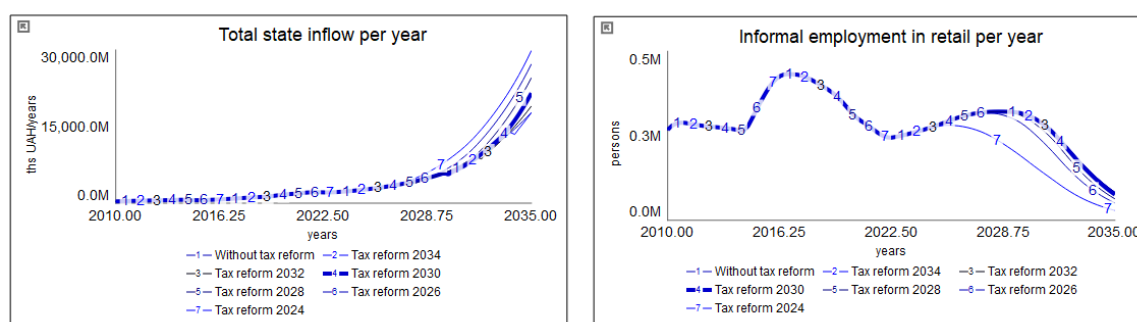 Total state inflow per year
30,000.0M
15,000.0M
0.0M
ths UAH/years
2010.00 2016.25 2022.50 2028.75 2035.00
years
1 Without tax reform 2 Tax reform 2034
3 Tax reform 2032 4 Tax reform 2030
5 Tax reform 2028 6 Tax reform 2026
7 Tax reform 2024
Informal employment in retail per year
0.5M
0.3M
0.0M
persons
2010.00 2016.25 2022.50 2028.75 2035.00
years
1 Without tax reform 2 Tax reform 2034 3 Tax reform 2032
4 Tax reform 2030 5 Tax reform 2028 6 Tax reform 2026
7 Tax reform 2024